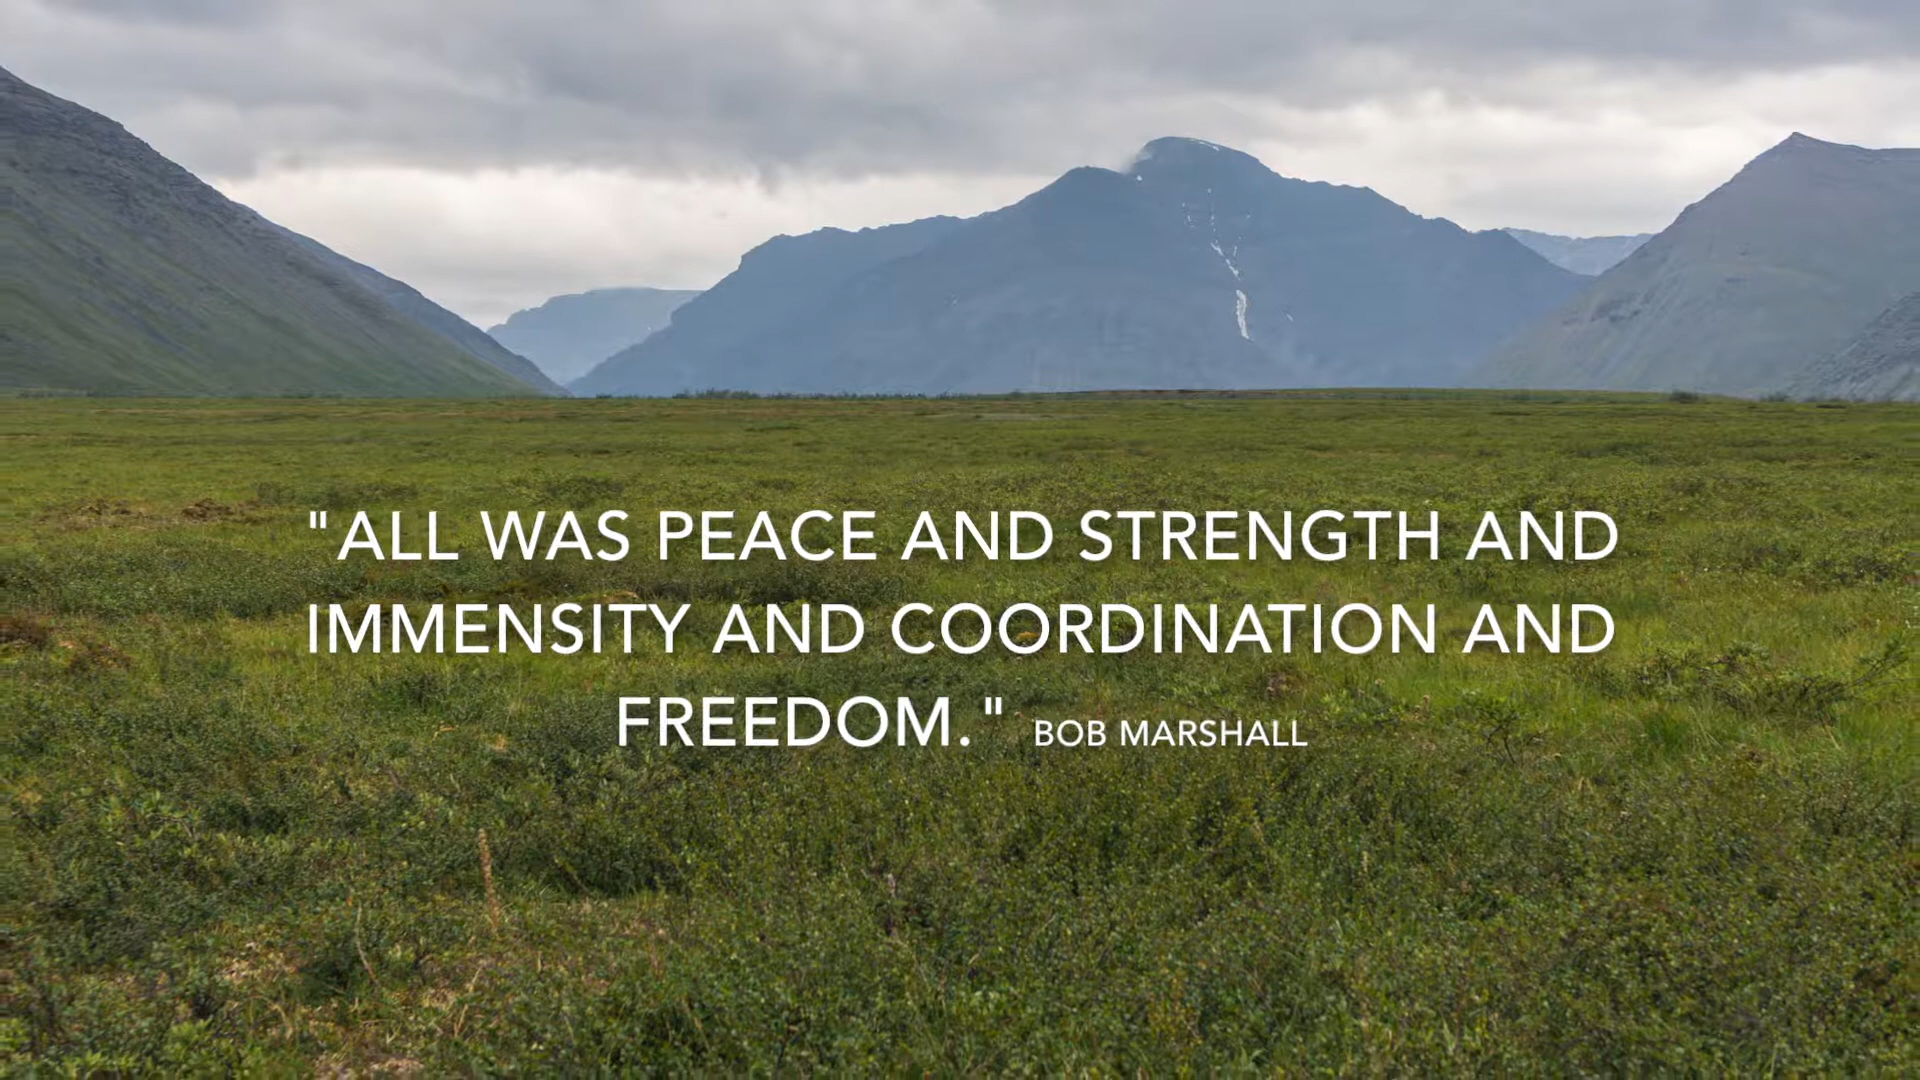 "ALL WAS PEACE AND STRENGTH AND
IMMENSITY AND COORDINATION AND
FREEDOM." BOB MARSHALL